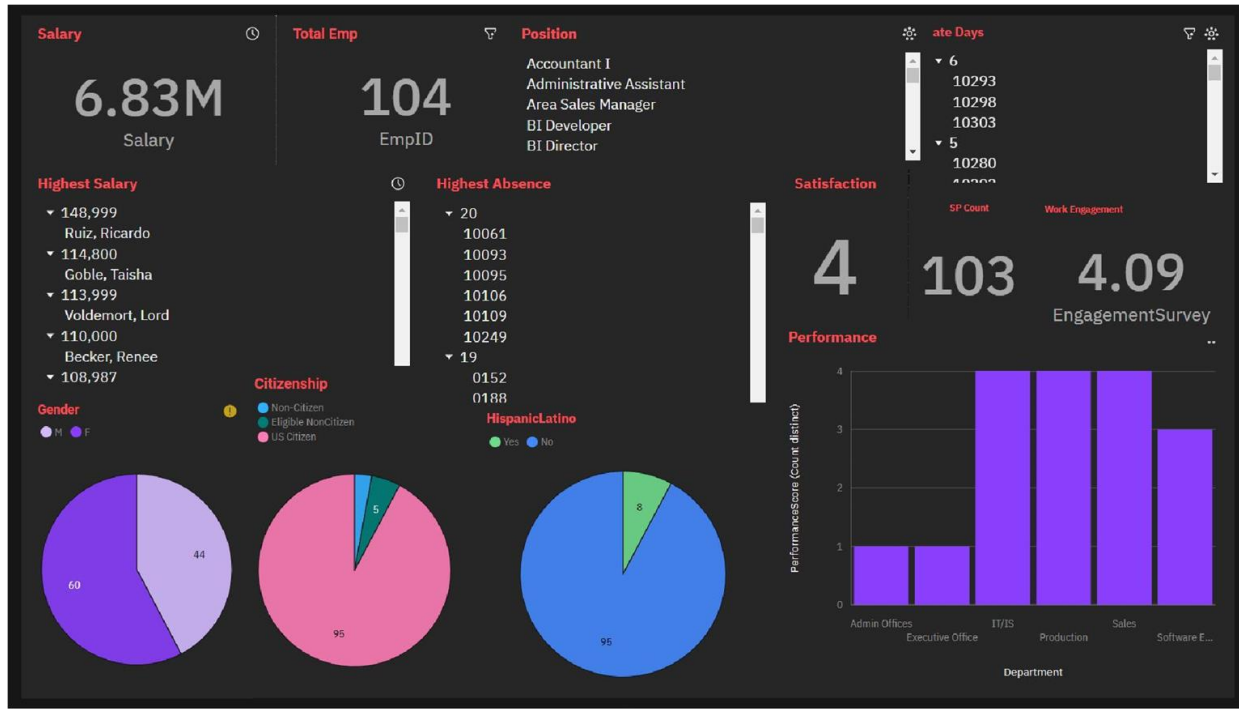 Salary
6.83M
Salary
Total Emp
104
EmpID
Position
Accountant I
Administrative Assistant
Area Sales Manager
BI Developer
BI Director
ate Days
6
10293
10298
10303
5
10280
Highest Salary
148,999
Ruiz, Ricardo
114,800
Goble, Taisha
113,999
Voldemort, Lord
110,000
Becker, Renee
108,987
Highest Absence
20
10061
10093
10095
10106
10109
10249
19
0152
0188
Satisfaction
4
SP Count
103
Work Engagement
4.09
EngagementSurvey
Gender
M F
44
60
Citizenship
Non-Citizen
Eligible NonCitizen
US Citizen
5
95
HispanicLatino
Yes No
8
95
Performance
PerformanceScore (Count distinct)
4
3
2
1
0
Admin Offices
Executive Office
IT/IS
Production
Sales
Software E...
Department